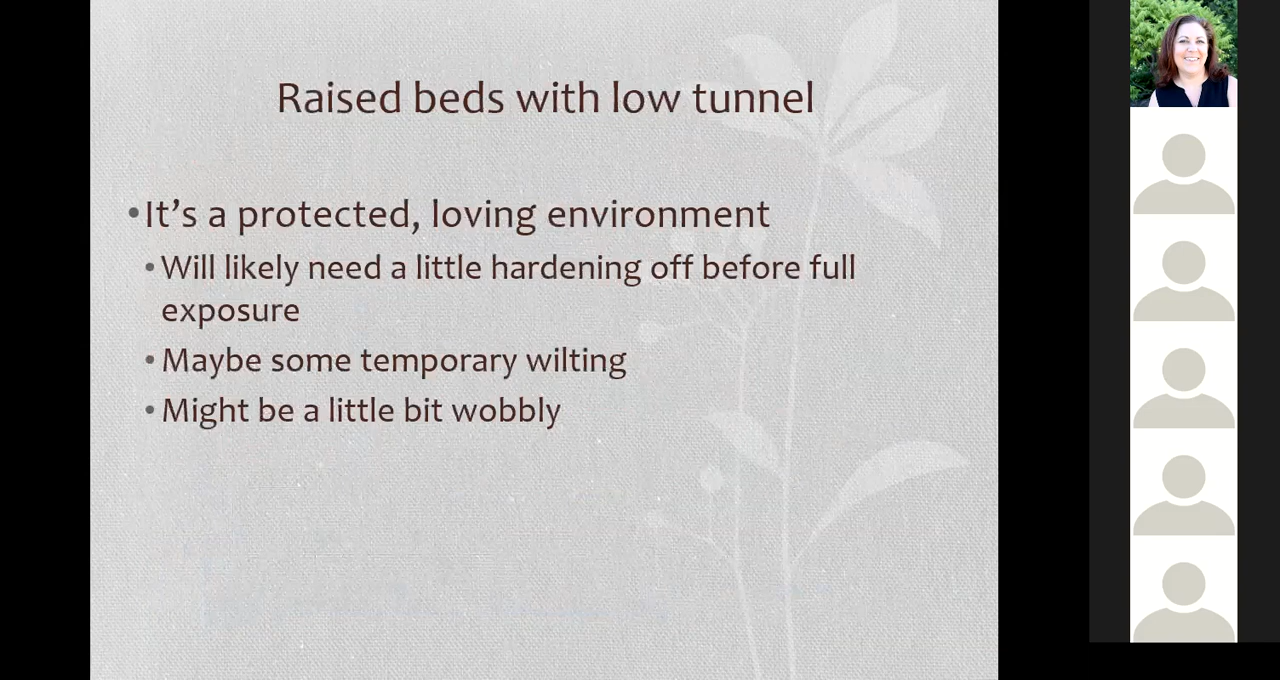 Raised beds with low tunnel
•It’s a protected, loving environment
•Will likely need a little hardening off before full
exposure
•Maybe some temporary wilting
•Might be a little bit wobbly